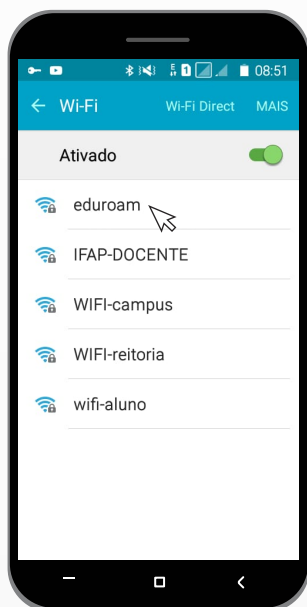 08:51
Wi-Fi Wi-Fi Direct MAIS
Ativado
eduroam
IFAP-DOCENTE
WIFI-campus
WIFI-reitoria
wifi-aluno